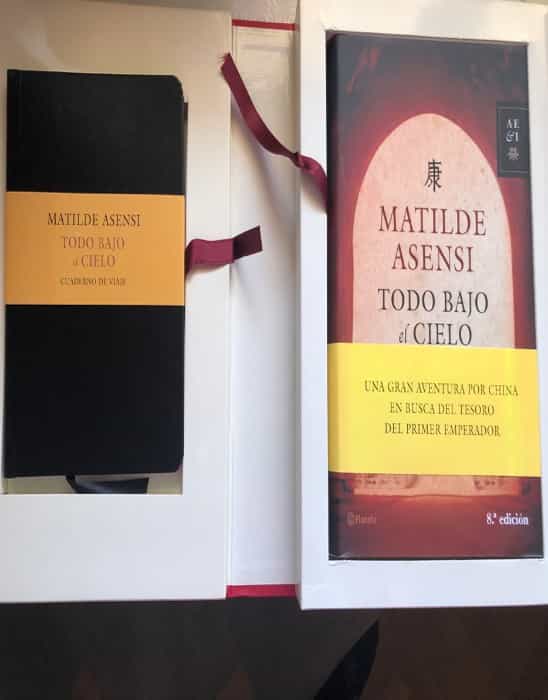 MATILDE ASENSI
TODO BAJO
el CIELO
CUADERNO DE VIAJE
A E
& I
康
MATILDE
ASENSI
TODO BAJO
el CIELO
UNA GRAN AVENTURA POR CHINA
EN BUSCA DEL TESORO
DEL PRIMER EMPERADOR
Planeta
8.ª edición